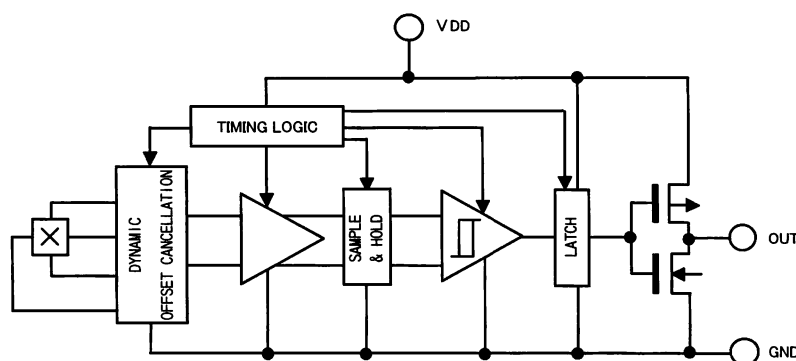 VDD
TIMING LOGIC
DYNAMIC
OFFSET CANCELLATION
SAMPLE
& HOLD
LATCH
OUT
GND